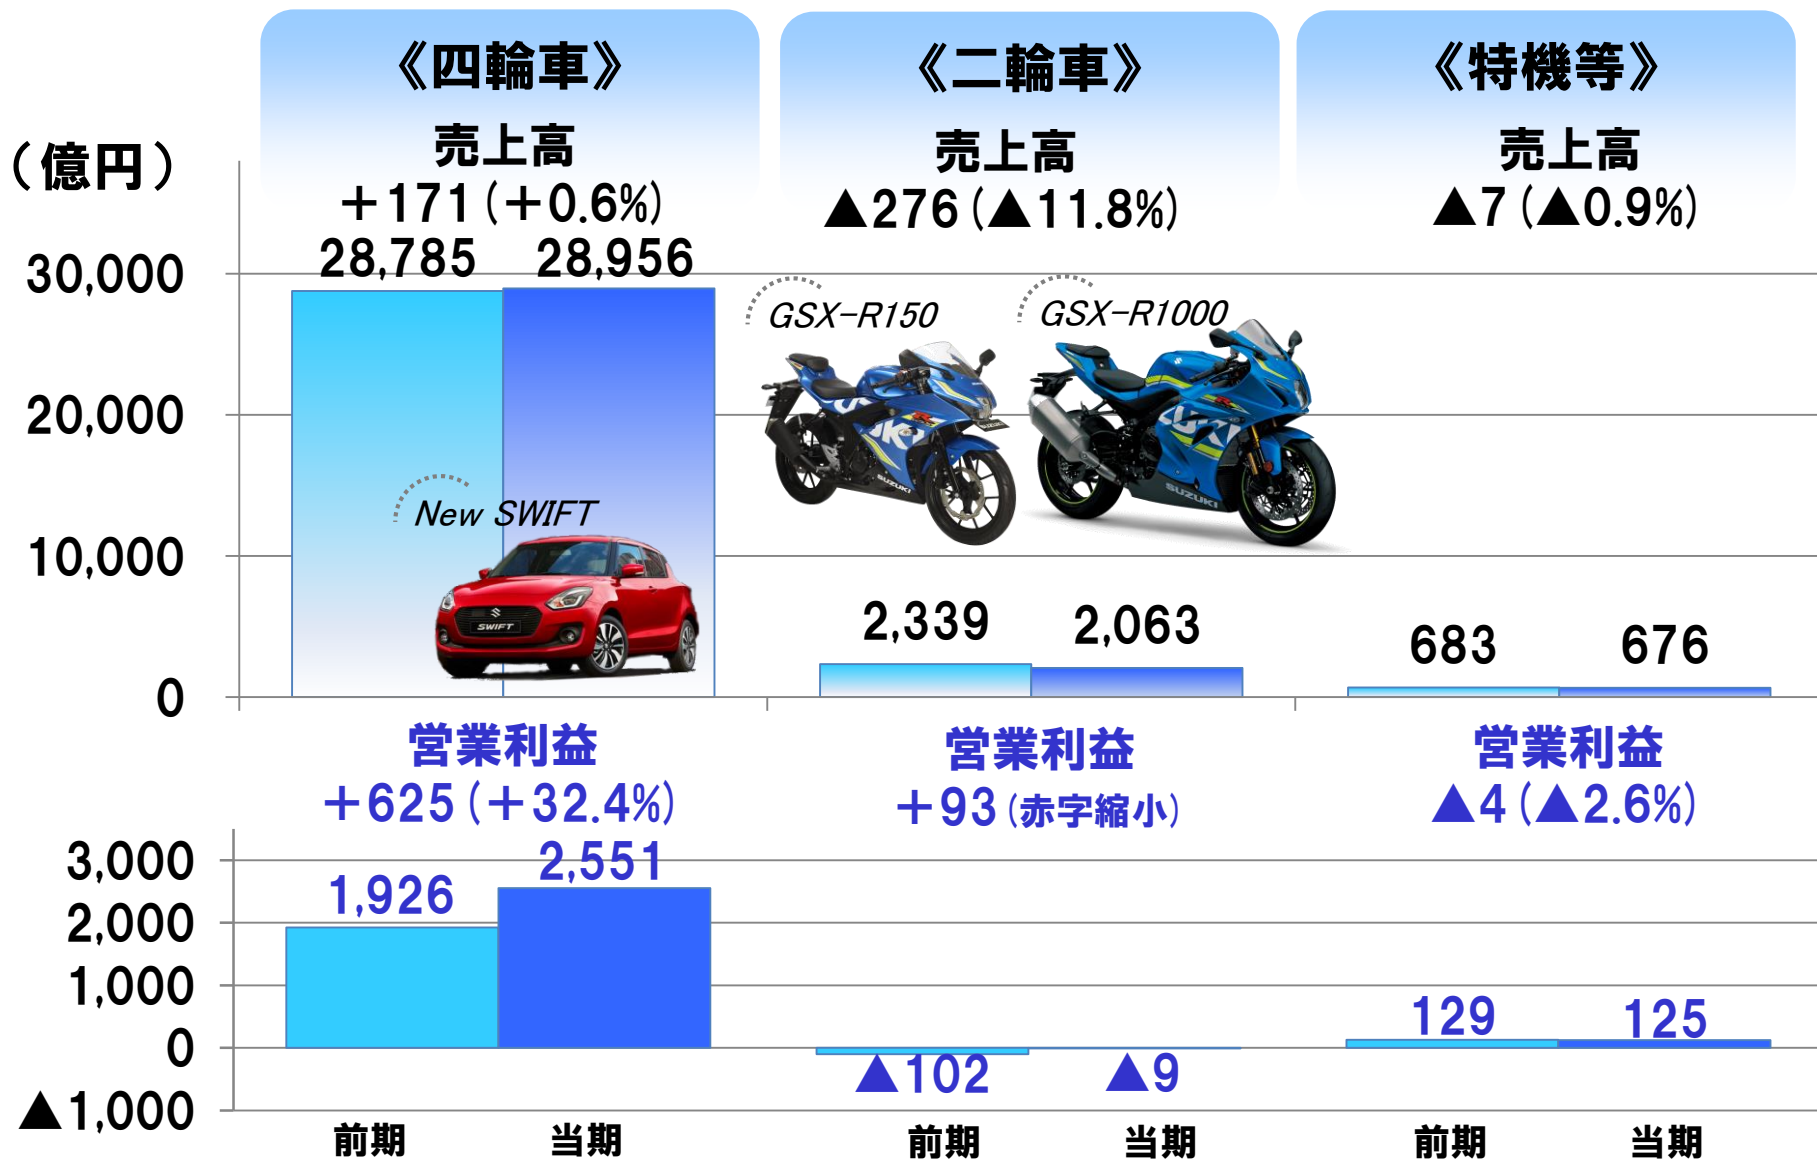 《四輪車》
売上高
+171(+0.6%)
《二輪車》
売上高
▲276(▲11.8%)
《特機等》
売上高
▲7(▲0.9%)
(億円)
30,000
20,000
10,000
0
28,785
28,956
New SWIFT
SWIFT
GSX-R150
SUZUKI
GSX-R1000
SUZUKI
2,339
2,063
683
676
営業利益
+625(+32.4%)
営業利益
+93(赤字縮小)
営業利益
▲4(▲2.6%)
3,000
2,000
1,000
0
▲1,000
1,926
2,551
▲102
▲9
129
125
前期
当期
前期
当期
前期
当期